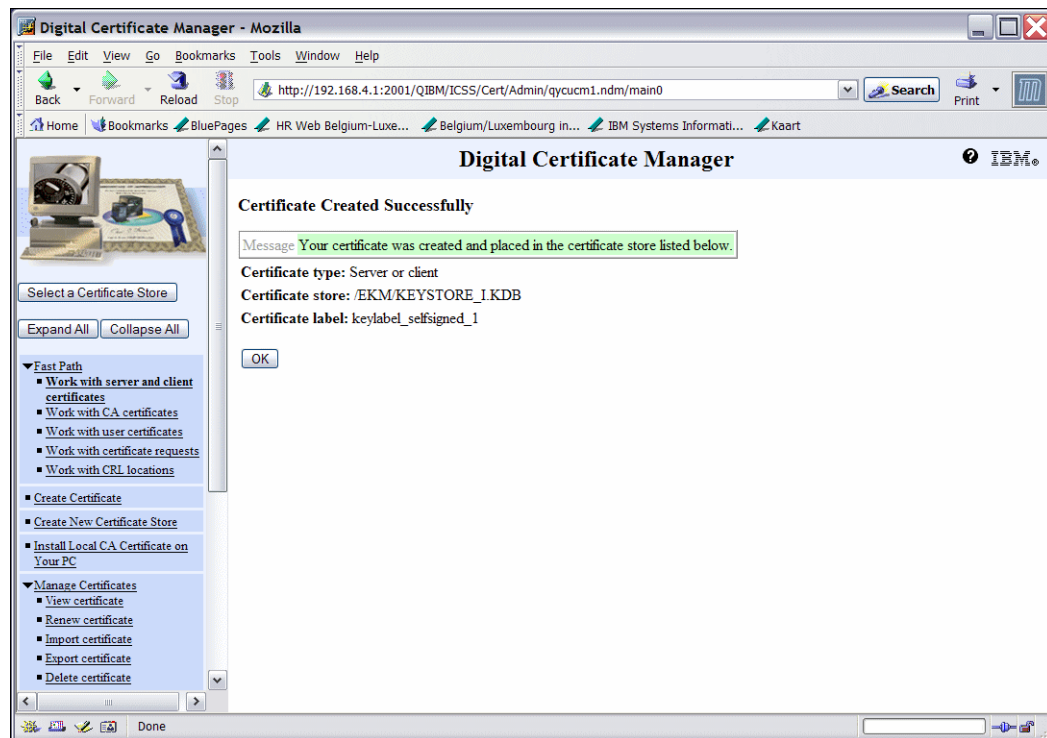 Digital Certificate Manager - Mozilla
File Edit View Go Bookmarks Tools Window Help
Back Forward Reload Stop http://192.168.4.1:2001/QIBM/ICSS/Cert/Admin/qycucm1.ndm/main0 Search Print
Home Bookmarks BluePages HR Web Belgium-Luxe... Belgium/Luxembourg in... IBM Systems Informati... Kaart
Digital Certificate Manager
IBM®
Select a Certificate Store
Expand All Collapse All
Fast Path
Work with server and client
certificates
Work with CA certificates
Work with user certificates
Work with certificate requests
Work with CRL locations
Create Certificate
Create New Certificate Store
Install Local CA Certificate on
Your PC
Manage Certificates
View certificate
Renew certificate
Import certificate
Export certificate
Delete certificate
Certificate Created Successfully
Message Your certificate was created and placed in the certificate store listed below.
Certificate type: Server or client
Certificate store: /EKM/KEYSTORE_I.KDB
Certificate label: keylabel_selfsigned_1
OK
Done